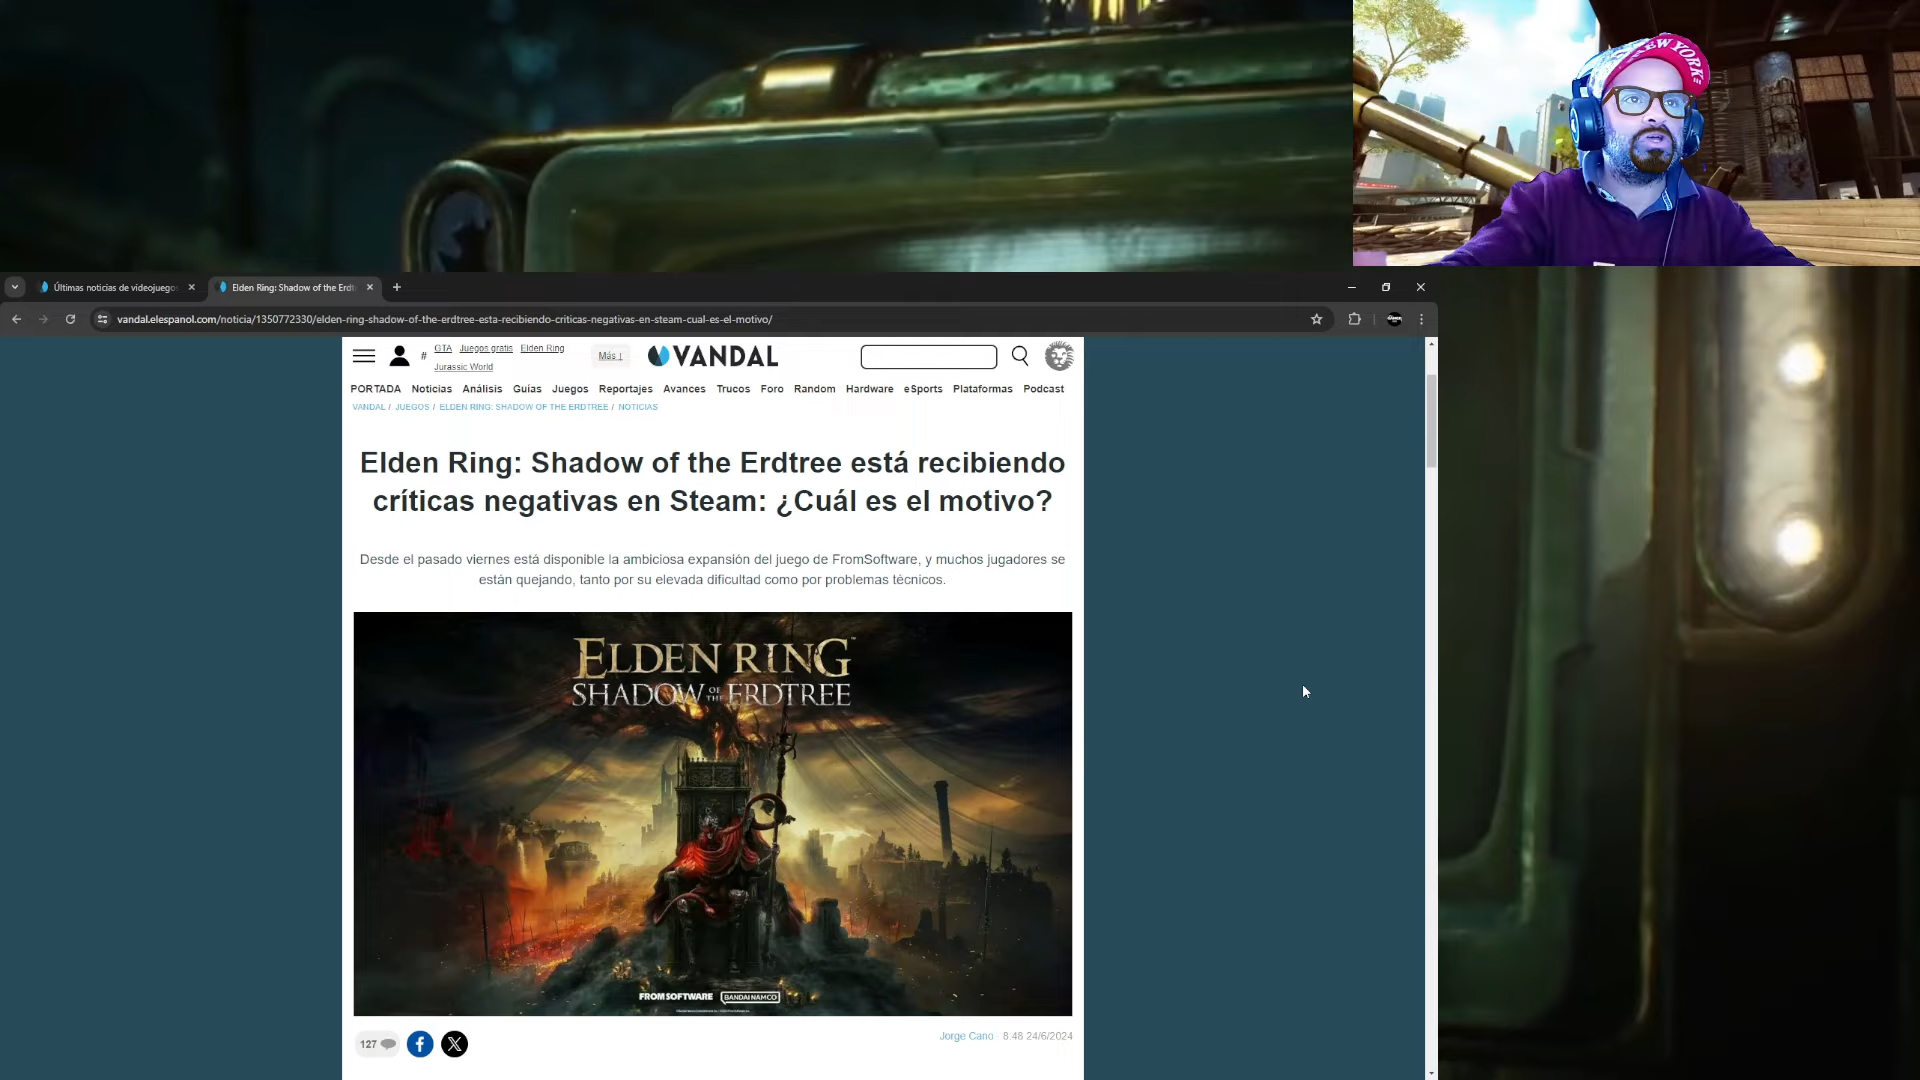 NEW YORK
Últimas noticias de videojuego
Elden Ring: Shadow of the Erdt
vandal.elespanol.com/noticia/1350772330/elden-ring-shadow-of-the-erdtree-esta-recibiendo-criticas-negativas-en-steam-cual-es-el-motivo/
# GTA Juegos gratis Elden Ring
Jurassic World
Más ↓
VANDAL
PORTADA Noticias Análisis Guías Juegos Reportajes Avances Trucos Foro Random Hardware eSports Plataformas Podcast
VANDAL / JUEGOS / ELDEN RING: SHADOW OF THE ERDTREE / NOTICIAS
Elden Ring: Shadow of the Erdtree está recibiendo
críticas negativas en Steam: ¿Cuál es el motivo?
Desde el pasado viernes está disponible la ambiciosa expansión del juego de FromSoftware, y muchos jugadores se
están quejando, tanto por su elevada dificultad como por problemas técnicos.
ELDEN RING™
SHADOW OF THE ERDTREE
FROMSOFTWARE BANDAI NAMCO
127
Jorge Cano · 8:48 24/6/2024